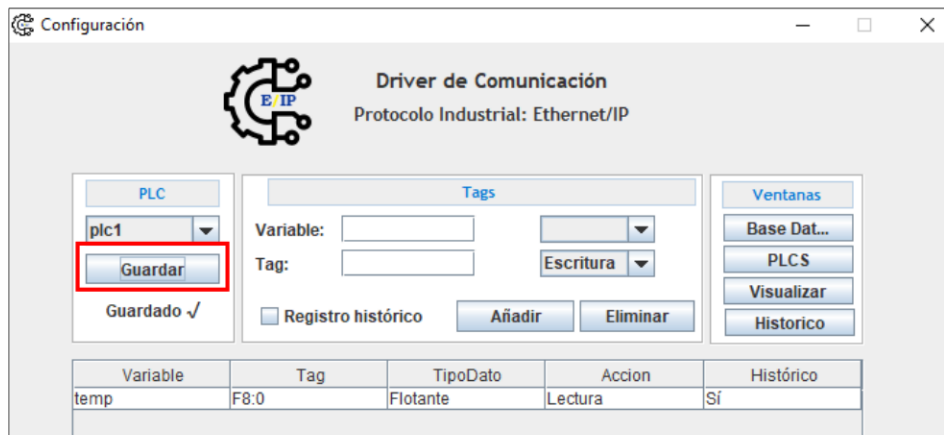 Configuración
E/IP
Driver de Comunicación
Protocolo Industrial: Ethernet/IP
PLC
plc1
Guardar
Guardado √
Tags
Variable:
Tag:
Escritura
Registro histórico
Añadir
Eliminar
Ventanas
Base Dat...
PLCS
Visualizar
Historico
Variable Tag TipoDato Accion Histórico
temp F8:0 Flotante Lectura Sí